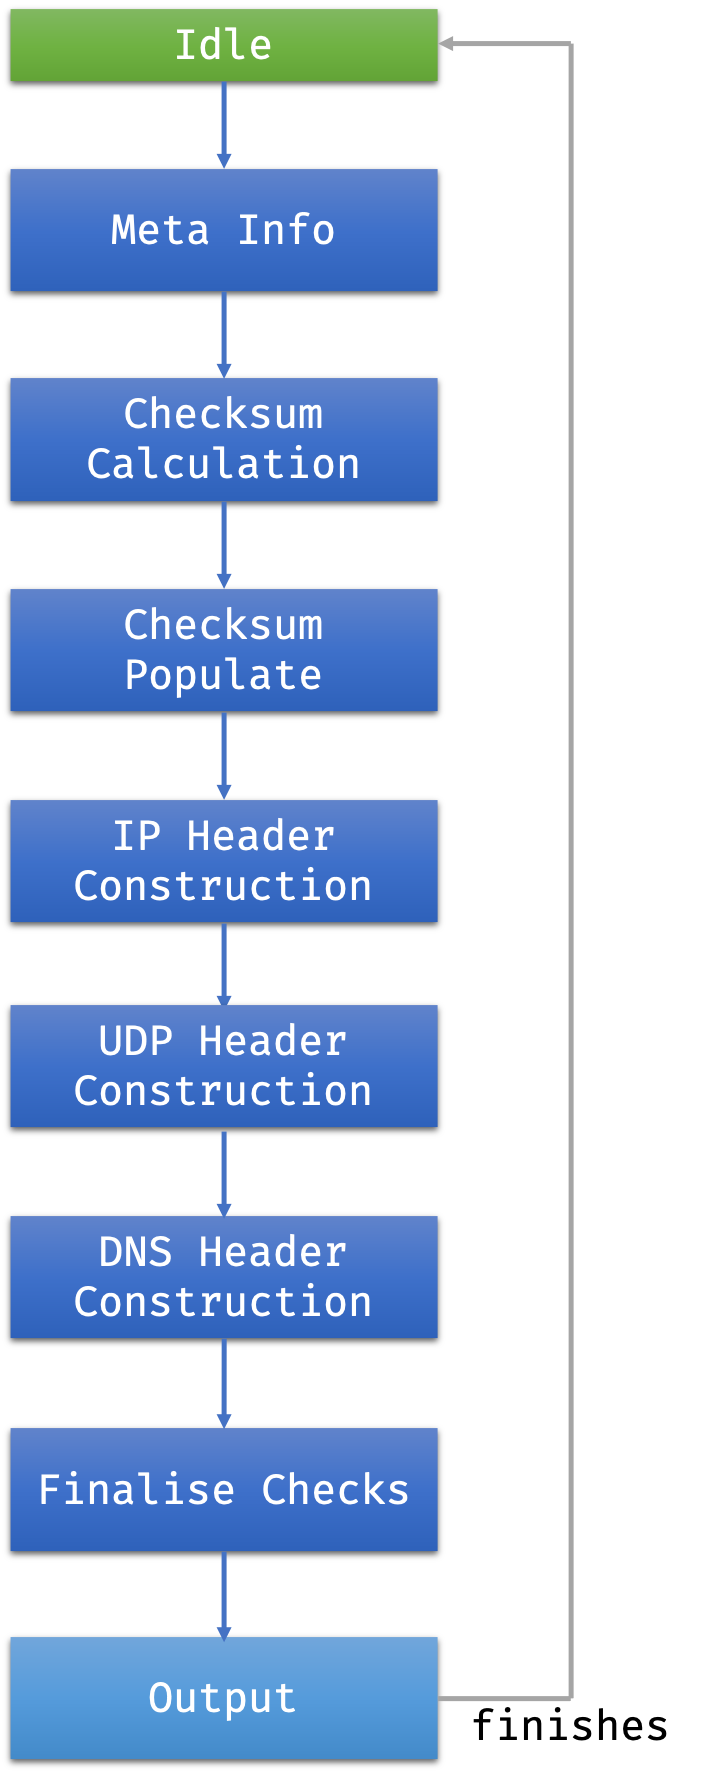 Idle
Meta Info
Checksum
Calculation
Checksum
Populate
IP Header
Construction
UDP Header
Construction
DNS Header
Construction
Finalise Checks
Output
finishes